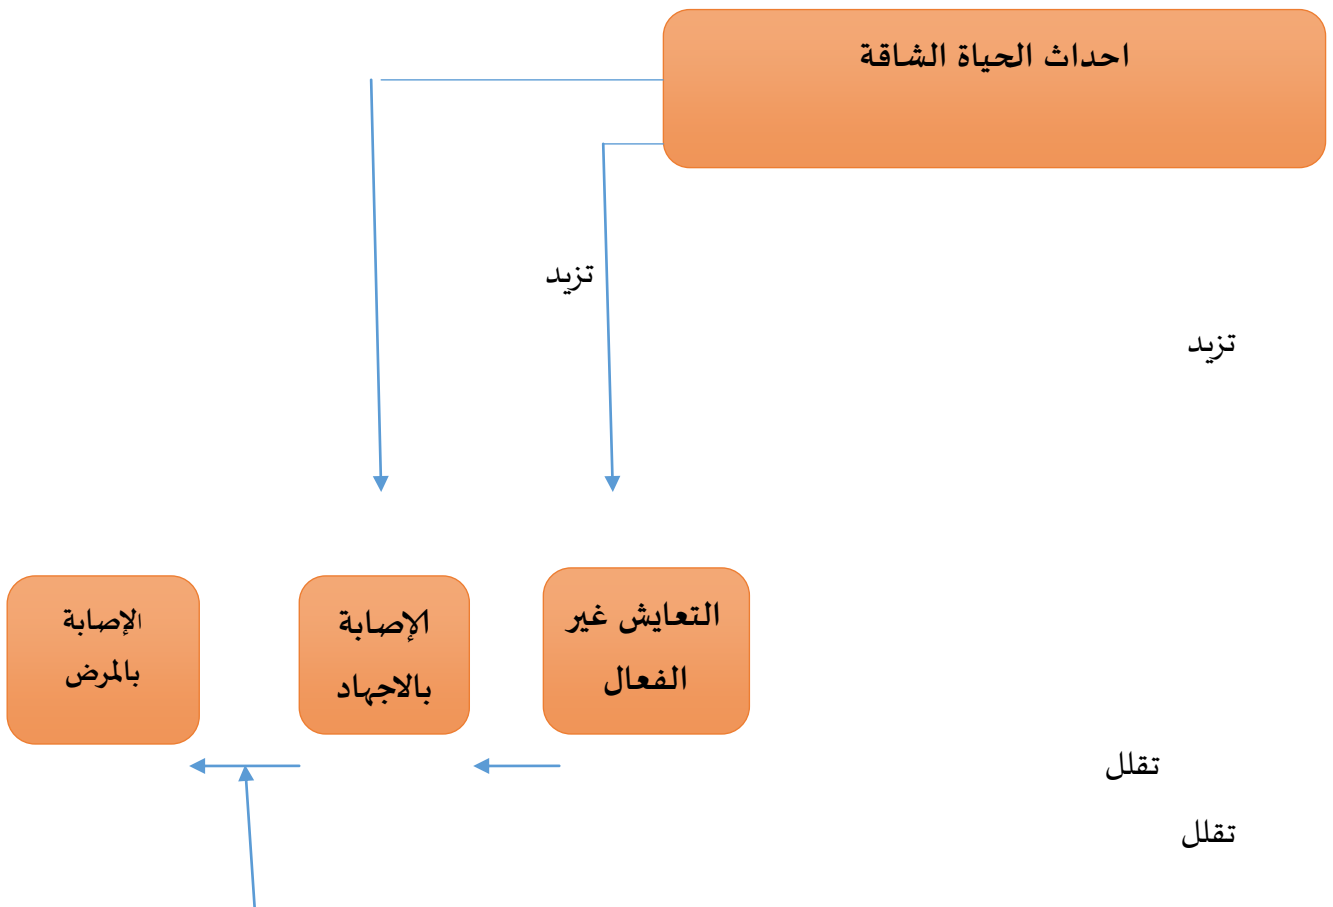 احداث الحياة الشاقة
تزيد
تزيد
التعايش غير
الفعال
الإصابة
بالاجهاد
الإصابة
بالمرض
تقلل
تقلل